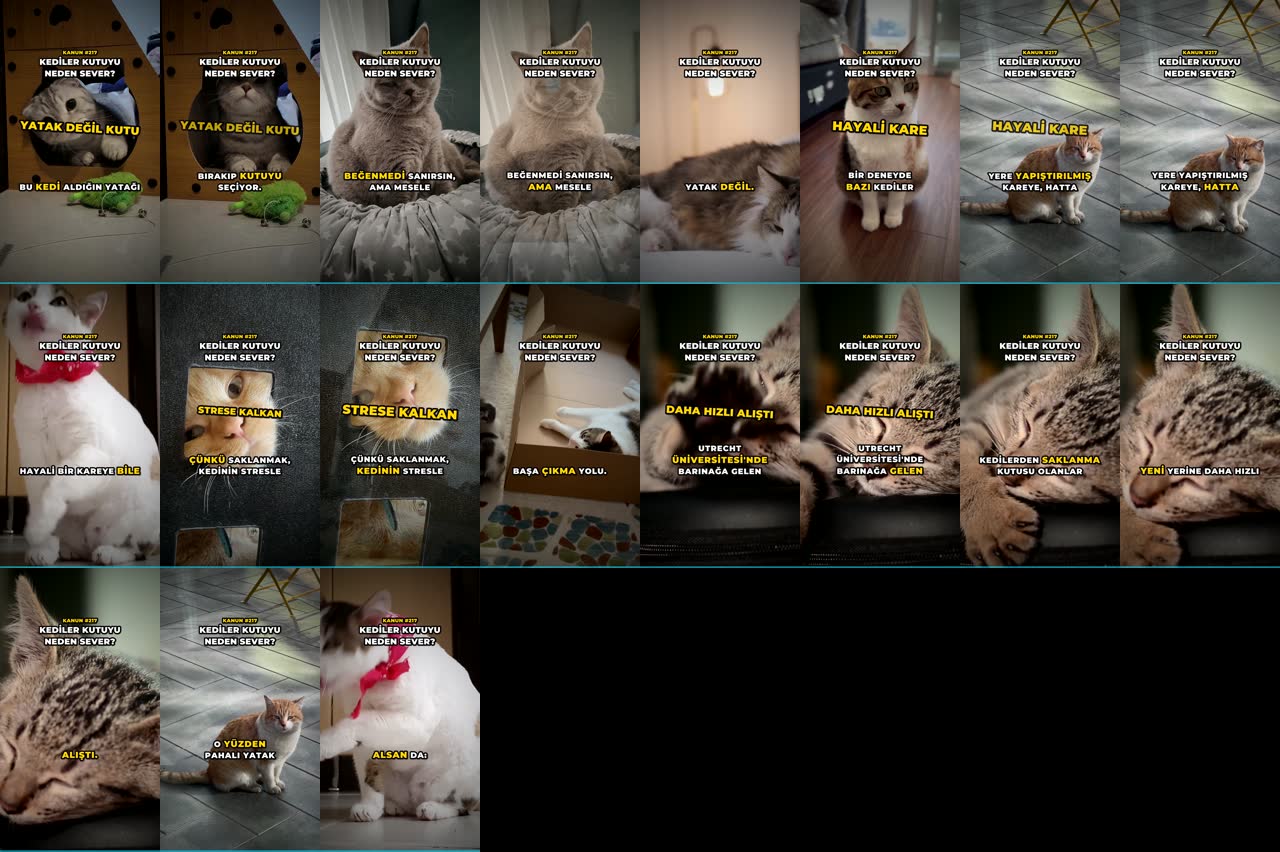 KANUN #217
KEDİLER KUTUYU
NEDEN SEVER?
YATAK DEĞİL KUTU
BU KEDİ ALDIĞIN YATAĞI
KANUN #217
KEDİLER KUTUYU
NEDEN SEVER?
YATAK DEĞİL KUTU
BIRAKIP KUTUYU
SEÇİYOR.
KANUN #217
KEDİLER KUTUYU
NEDEN SEVER?
BEĞENMEDİ SANIRSIN,
AMA MESELE
KANUN #217
KEDİLER KUTUYU
NEDEN SEVER?
BEĞENMEDİ SANIRSIN,
AMA MESELE
KANUN #217
KEDİLER KUTUYU
NEDEN SEVER?
YATAK DEĞİL.
KANUN #217
KEDİLER KUTUYU
NEDEN SEVER?
HAYALİ KARE
BİR DENEYDE
BAZI KEDİLER
KANUN #217
KEDİLER KUTUYU
NEDEN SEVER?
HAYALİ KARE
YERE YAPIŞTIRILMIŞ
KAREYE, HATTA
KANUN #217
KEDİLER KUTUYU
NEDEN SEVER?
YERE YAPIŞTIRILMIŞ
KAREYE, HATTA
KANUN #217
KEDİLER KUTUYU
NEDEN SEVER?
HAYALİ BİR KAREYE BİLE
KANUN #217
KEDİLER KUTUYU
NEDEN SEVER?
STRESE KALKAN
ÇÜNKÜ SAKLANMAK,
KEDİNİN STRESLE
KANUN #217
KEDİLER KUTUYU
NEDEN SEVER?
STRESE KALKAN
ÇÜNKÜ SAKLANMAK,
KEDİNİN STRESLE
KANUN #217
KEDİLER KUTUYU
NEDEN SEVER?
BAŞA ÇIKMA YOLU.
KANUN #217
KEDİLER KUTUYU
NEDEN SEVER?
DAHA HIZLI ALIŞTI
UTRECHT
ÜNİVERSİTESİ'NDE
BARINAĞA GELEN
KANUN #217
KEDİLER KUTUYU
NEDEN SEVER?
DAHA HIZLI ALIŞTI
UTRECHT
ÜNİVERSİTESİ'NDE
BARINAĞA GELEN
KANUN #217
KEDİLER KUTUYU
NEDEN SEVER?
KEDİLERDEN SAKLANMA
KUTUSU OLANLAR
KANUN #217
KEDİLER KUTUYU
NEDEN SEVER?
YENİ YERİNE DAHA HIZLI
KANUN #217
KEDİLER KUTUYU
NEDEN SEVER?
ALIŞTI.
KANUN #217
KEDİLER KUTUYU
NEDEN SEVER?
O YÜZDEN
PAHALI YATAK
KANUN #217
KEDİLER KUTUYU
NEDEN SEVER?
ALSAN DA: